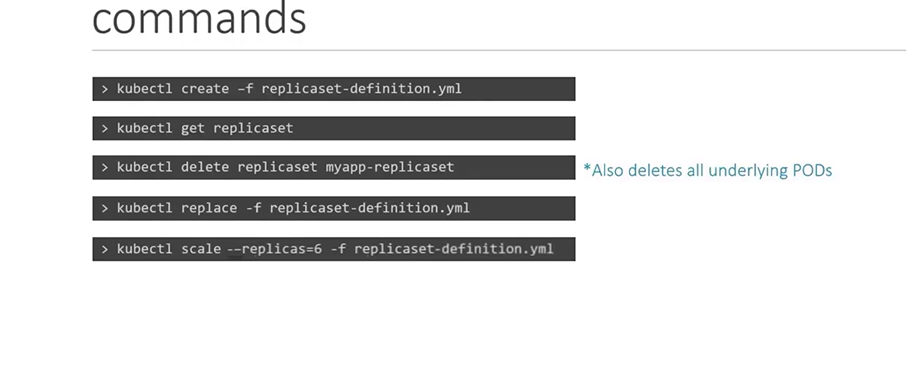 commands
> kubectl create –f replicaset-definition.yml
> kubectl get replicaset
> kubectl delete replicaset myapp-replicaset *Also deletes all underlying PODs
> kubectl replace -f replicaset-definition.yml
> kubectl scale --replicas=6 -f replicaset-definition.yml